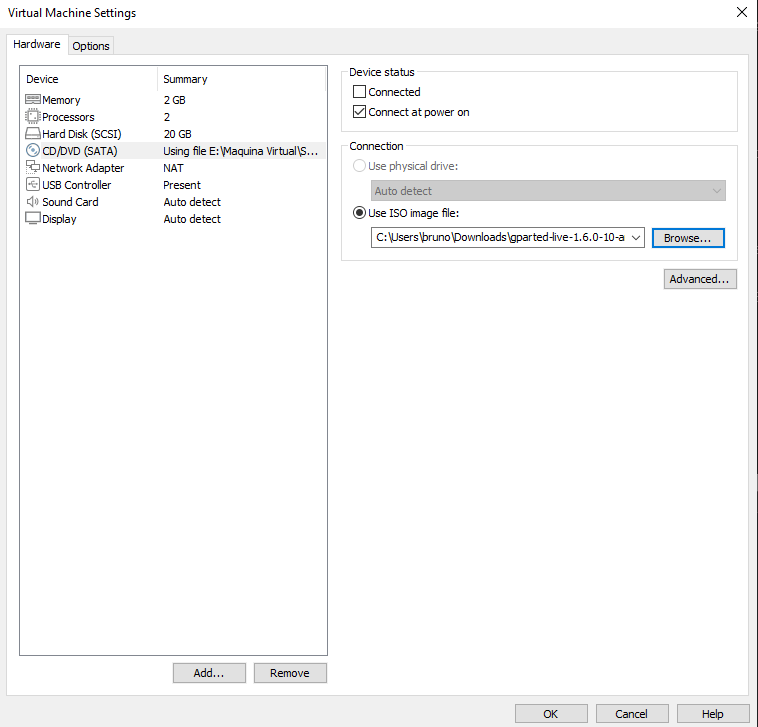 Virtual Machine Settings
Hardware Options
Device Summary
Memory 2 GB
Processors 2
Hard Disk (SCSI) 20 GB
CD/DVD (SATA) Using file E:\Maquina Virtual\S...
Network Adapter NAT
USB Controller Present
Sound Card Auto detect
Display Auto detect
Add... Remove
Device status
Connected
Connect at power on
Connection
Use physical drive:
Auto detect
Use ISO image file:
C:\Users\bruno\Downloads\gparted-live-1.6.0-10-a Browse...
Advanced...
OK Cancel Help